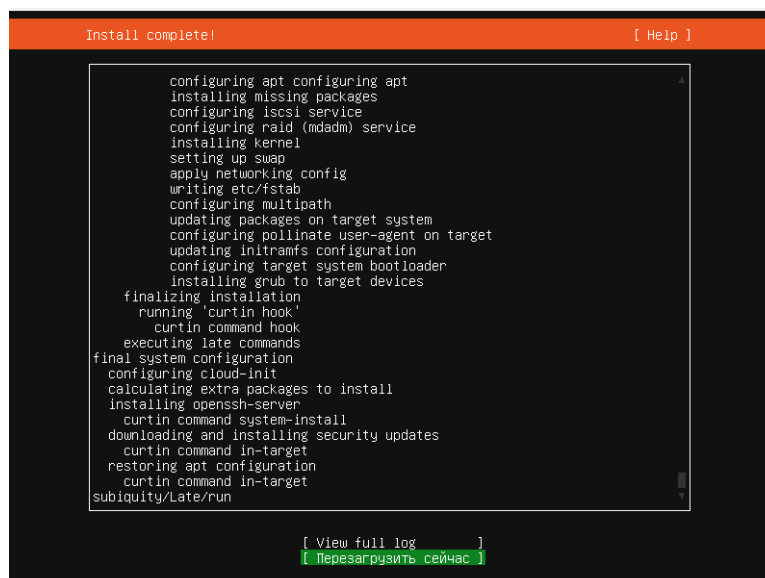 Install complete! [ Help ]
configuring apt configuring apt
installing missing packages
configuring iscsi service
configuring raid (mdadm) service
installing kernel
setting up swap
apply networking config
writing etc/fstab
configuring multipath
updating packages on target system
configuring pollinate user-agent on target
updating initramfs configuration
configuring target system bootloader
installing grub to target devices
finalizing installation
running 'curtin hook'
curtin command hook
executing late commands
final system configuration
configuring cloud-init
calculating extra packages to install
installing openssh-server
curtin command system-install
downloading and installing security updates
curtin command in-target
restoring apt configuration
curtin command in-target
subiquity/Late/run
[ View full log ]
[ Перезагрузить сейчас ]